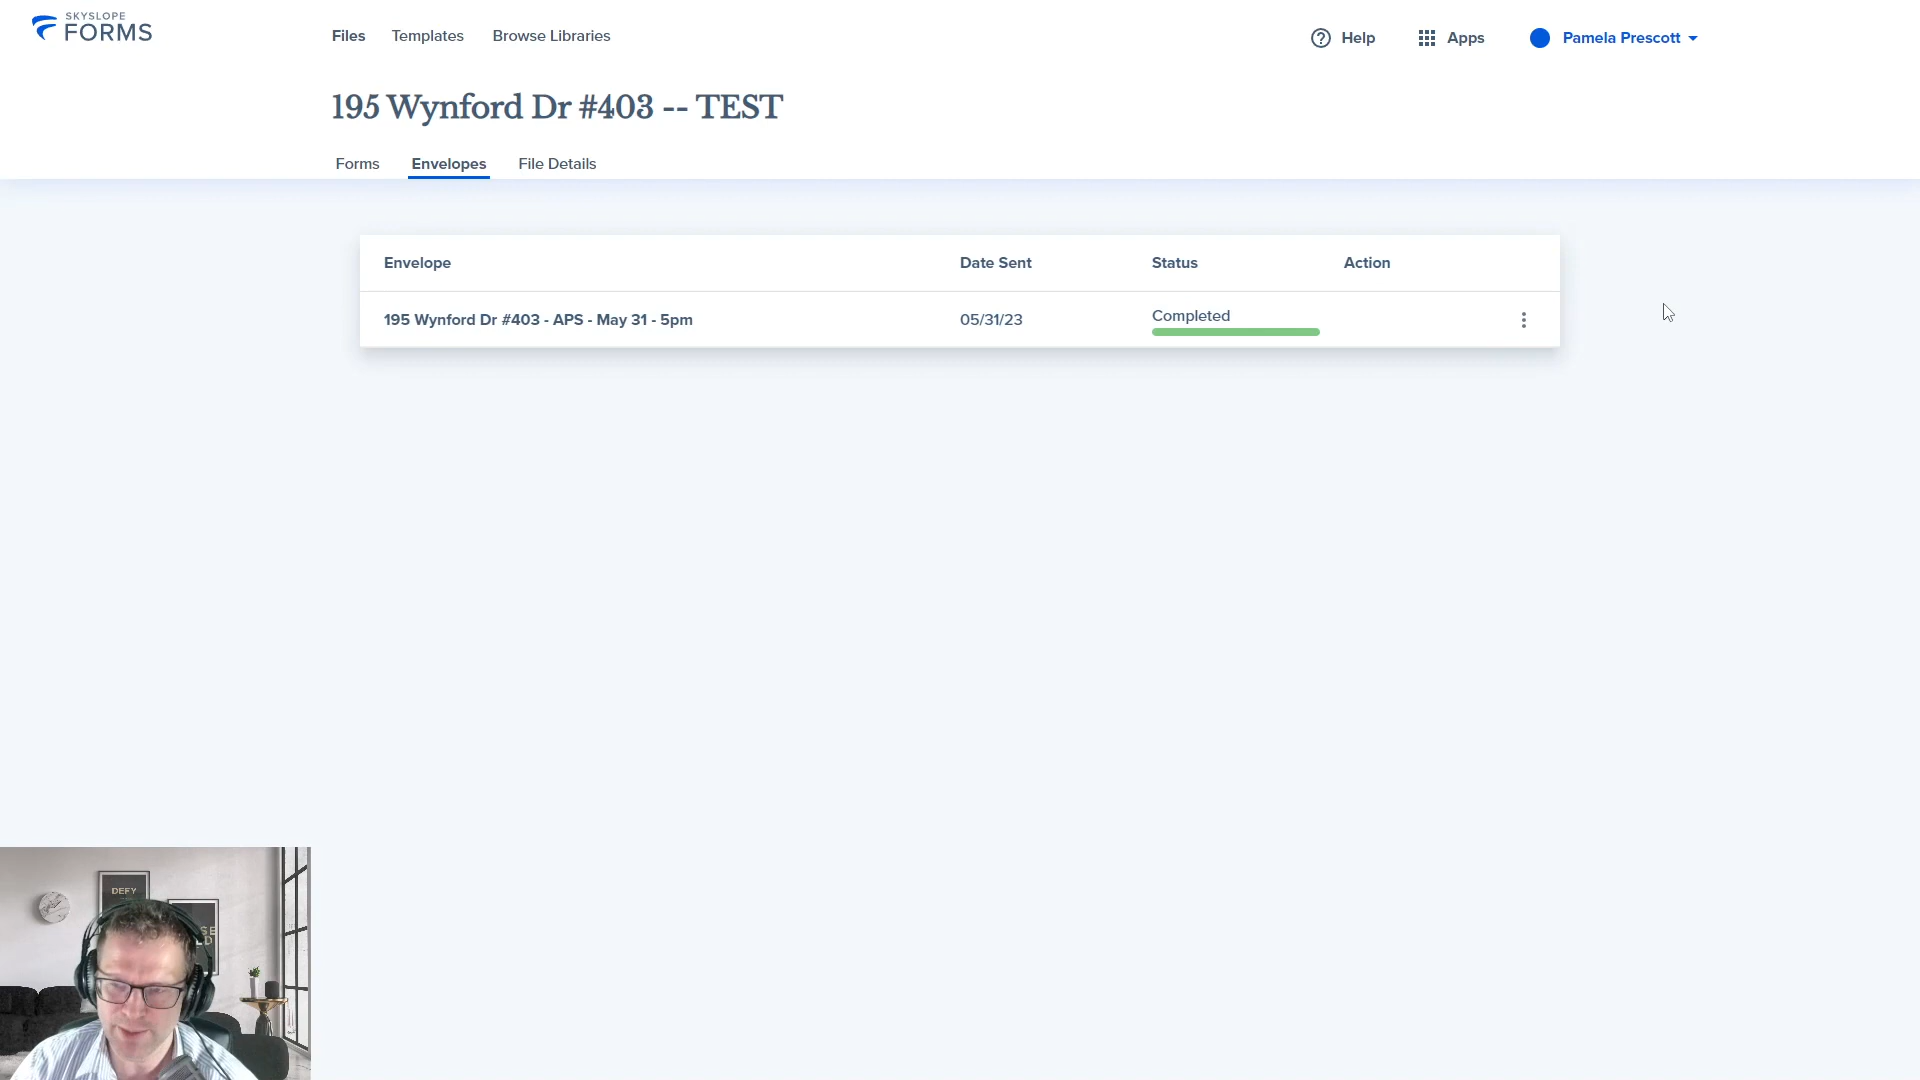 SKYSLOPE
FORMS
Files Templates Browse Libraries
Help Apps Pamela Prescott
195 Wynford Dr #403 -- TEST
Forms Envelopes File Details
Envelope Date Sent Status Action
195 Wynford Dr #403 - APS - May 31 - 5pm 05/31/23 Completed
DEFY